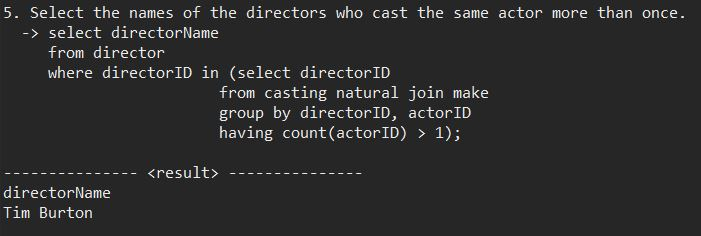 5. Select the names of the directors who cast the same actor more than once.
-> select directorName
from director
where directorID in (select directorID
from casting natural join make
group by directorID, actorID
having count(actorID) > 1);
--------------- <result> ---------------
directorName
Tim Burton